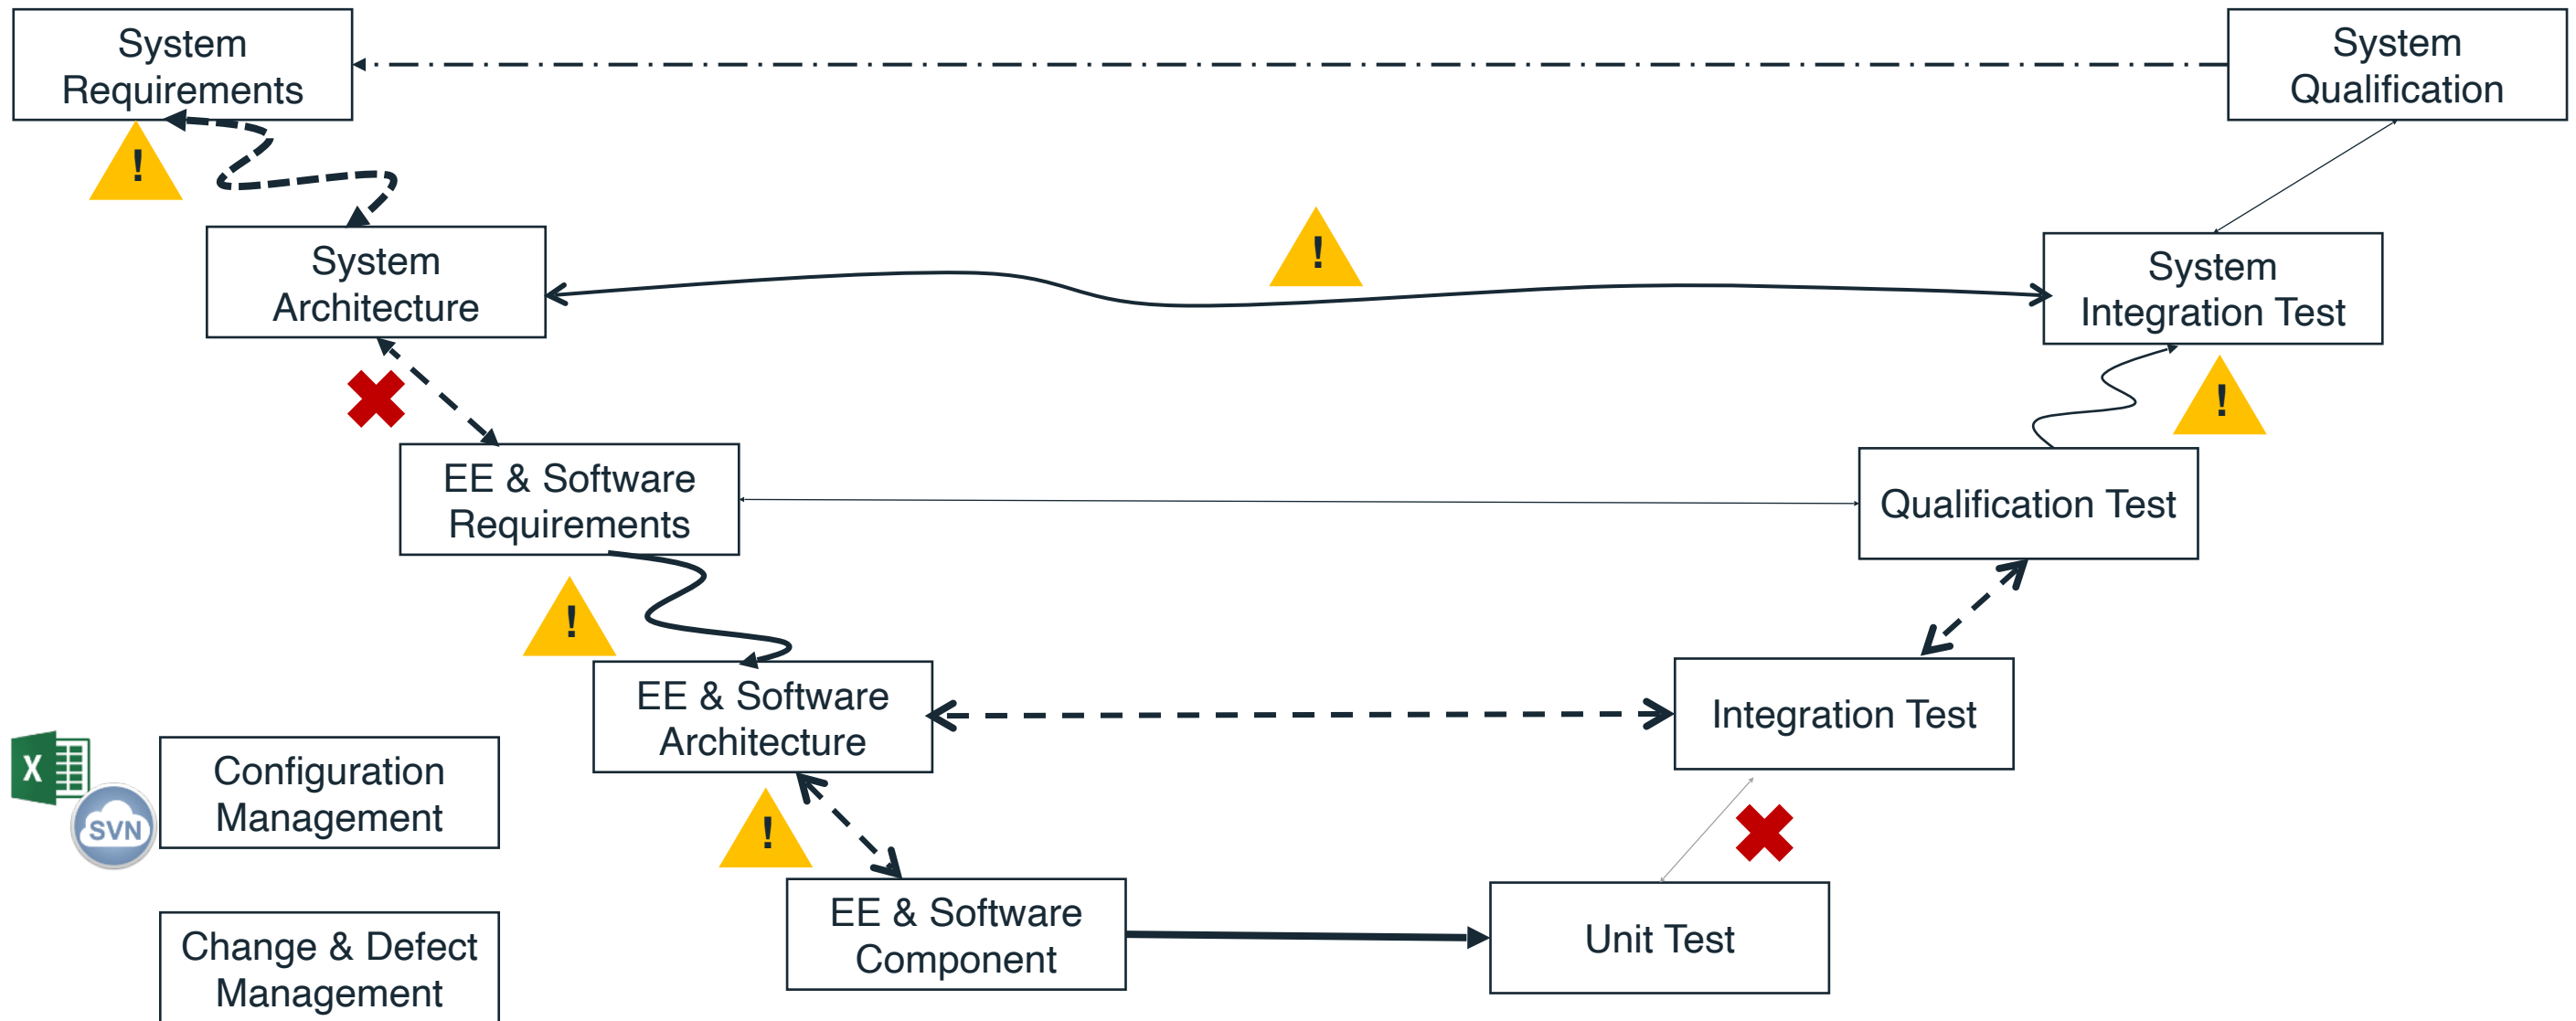 System
Requirements
System
Qualification
!
System
Architecture
!
System
Integration Test
!
EE & Software
Requirements
Qualification Test
!
EE & Software
Architecture
Integration Test
X
SVN
Configuration
Management
!
EE & Software
Component
Unit Test
Change & Defect
Management